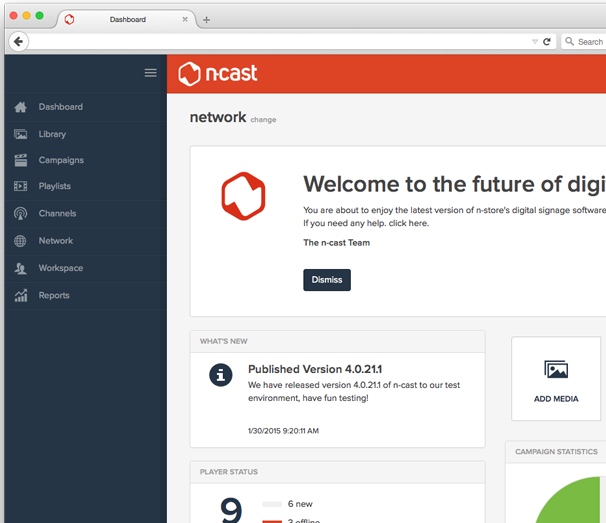 Dashboard
Search
n-cast
Dashboard
Library
Campaigns
Playlists
Channels
Network
Workspace
Reports
network change
Welcome to the future of digi
You are about to enjoy the latest version of n-store's digital signage software
If you need any help. click here.
The n-cast Team
Dismiss
WHAT'S NEW
Published Version 4.0.21.1
We have released version 4.0.21.1 of n-cast to our test
environment, have fun testing!
1/30/2015 9:20:11 AM
ADD MEDIA
CAMPAIGN STATISTICS
PLAYER STATUS
9
6 new
3 offline